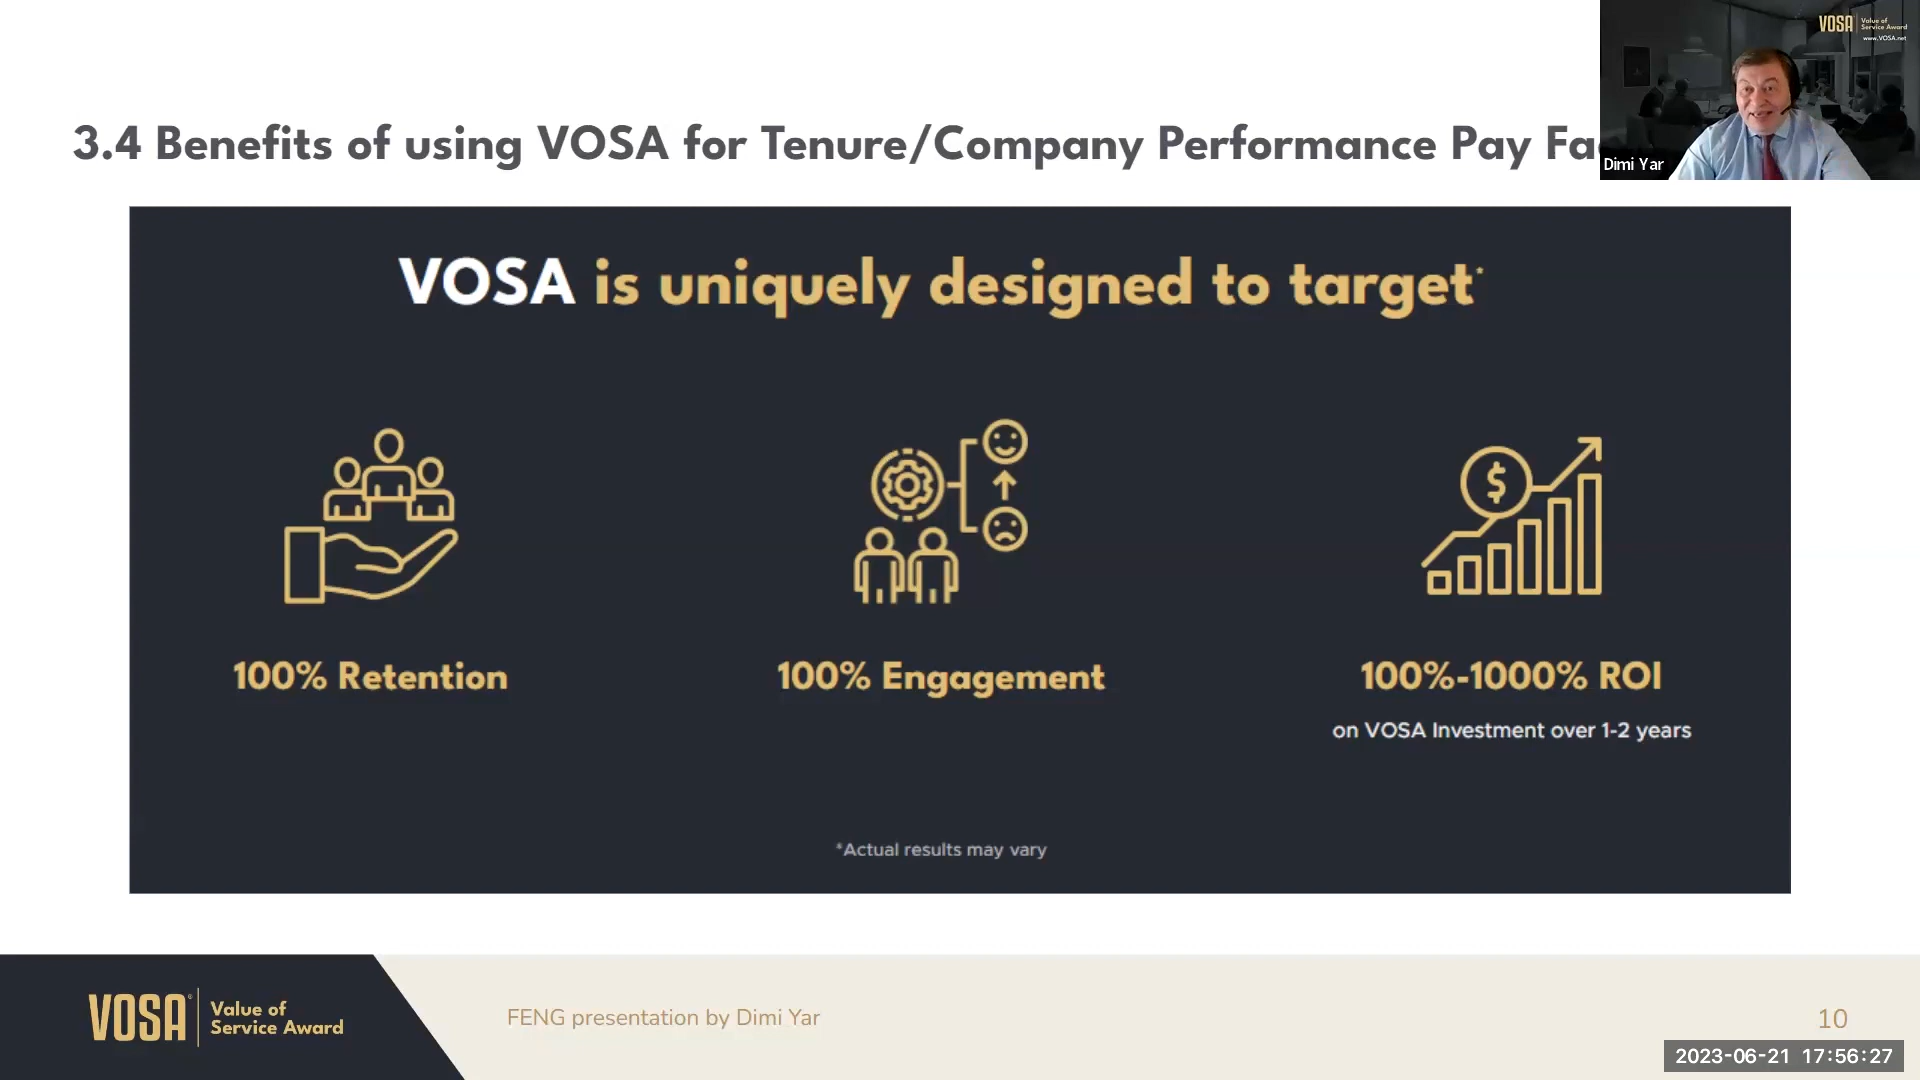 VOSA
Value of
Service Award
www.VOSA.net
3.4 Benefits of using VOSA for Tenure/Company Performance Pay Fa
Dimi Yar
VOSA is uniquely designed to target*
100% Retention
100% Engagement
100%-1000% ROI
on VOSA Investment over 1-2 years
*Actual results may vary
VOSA®
Value of
Service Award
FENG presentation by Dimi Yar
10
2023-06-21 17:56:27